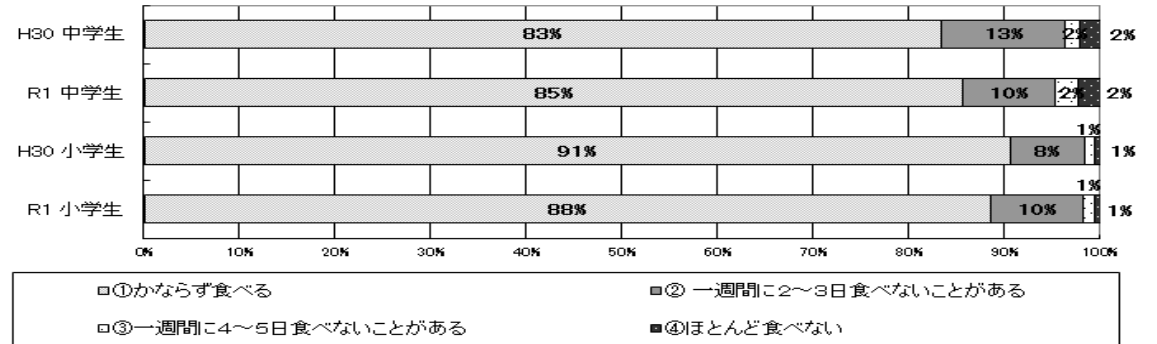 H30 中学生 83% 13% 2% 2%
R1 中学生 85% 10% 2% 2%
1%
H30 小学生 91% 8% 1%
1%
R1 小学生 88% 10% 1%
0% 10% 20% 30% 40% 50% 60% 70% 80% 90% 100%
①かならず食べる ② 一週間に2～3日食べないことがある
③一週間に4～5日食べないことがある ④ほとんど食べない